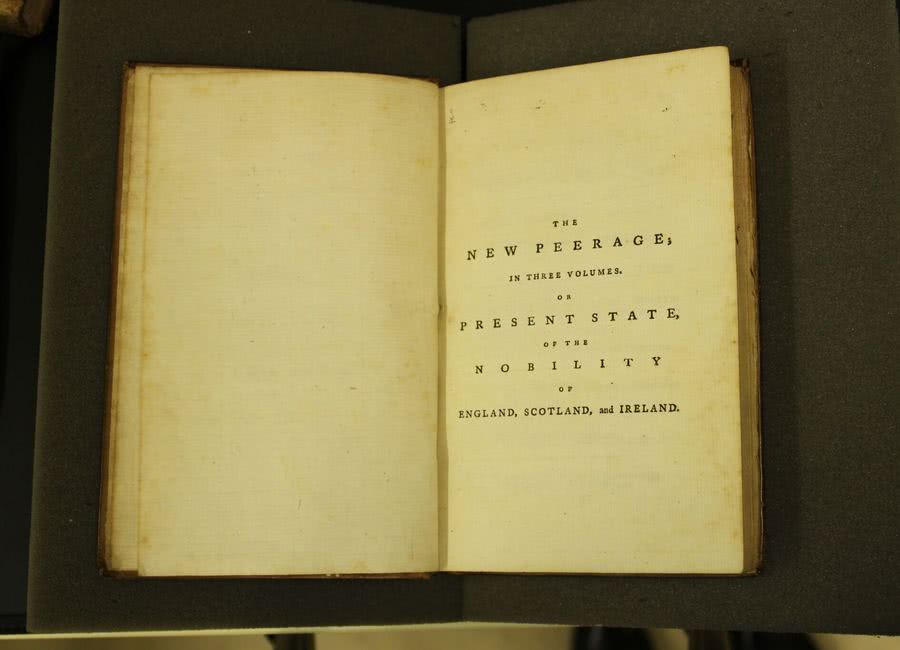 THE
NEW PEERAGE;
IN THREE VOLUMES.
OR
PRESENT STATE,
OF THE
NOBILITY
OF
ENGLAND, SCOTLAND, and IRELAND.